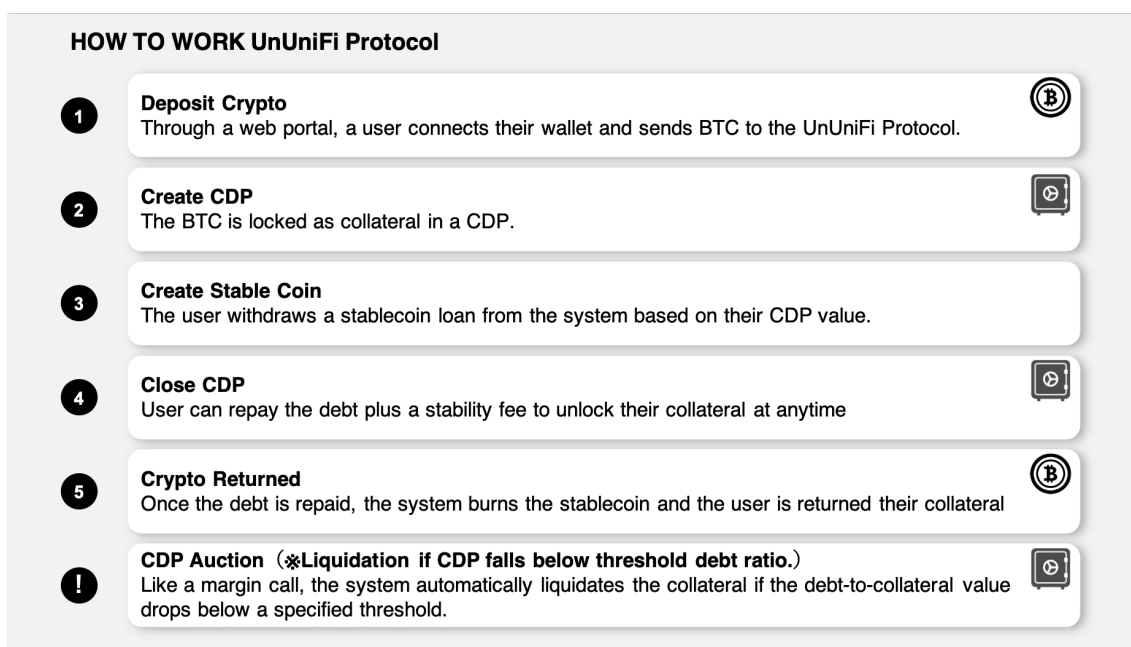 HOW TO WORK UnUniFi Protocol
1
Deposit Crypto
Through a web portal, a user connects their wallet and sends BTC to the UnUniFi Protocol.
2
Create CDP
The BTC is locked as collateral in a CDP.
3
Create Stable Coin
The user withdraws a stablecoin loan from the system based on their CDP value.
4
Close CDP
User can repay the debt plus a stability fee to unlock their collateral at anytime
5
Crypto Returned
Once the debt is repaid, the system burns the stablecoin and the user is returned their collateral
!
CDP Auction（※Liquidation if CDP falls below threshold debt ratio.）
Like a margin call, the system automatically liquidates the collateral if the debt-to-collateral value
drops below a specified threshold.